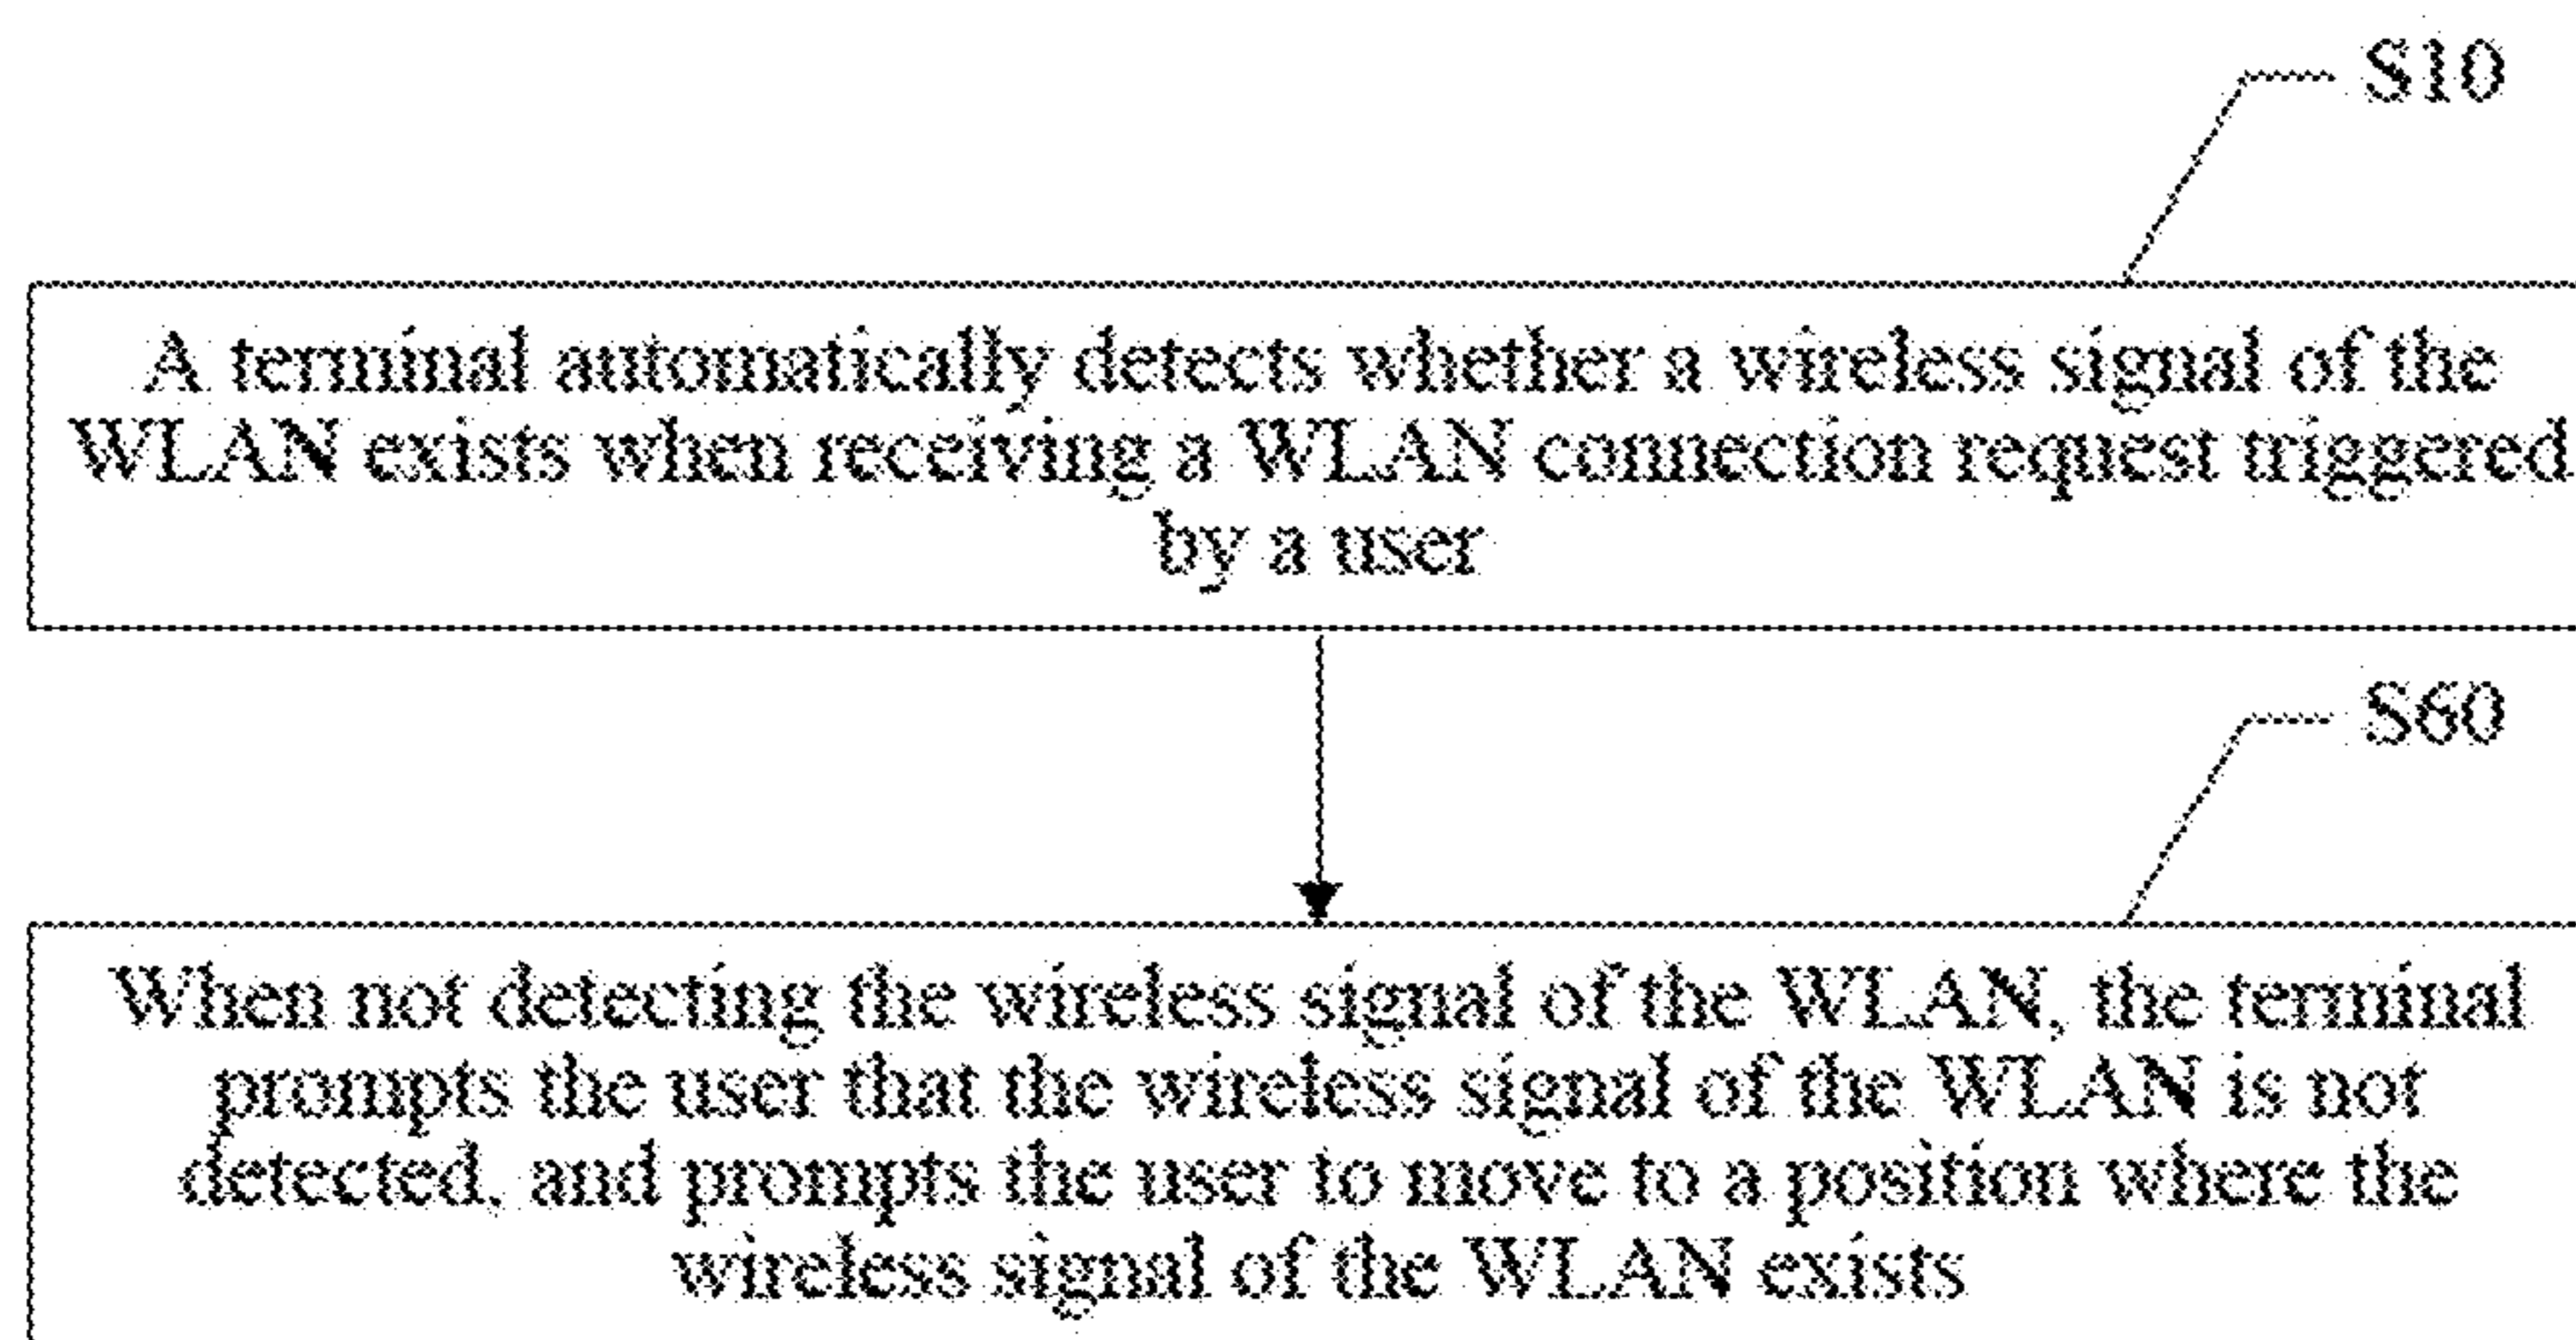 S10
A terminal automatically detects whether a wireless signal of the
WLAN exists when receiving a WLAN connection request triggered
by a user
S60
When not detecting the wireless signal of the WLAN, the terminal
prompts the user that the wireless signal of the WLAN is not
detected, and prompts the user to move to a position where the
wireless signal of the WLAN exists